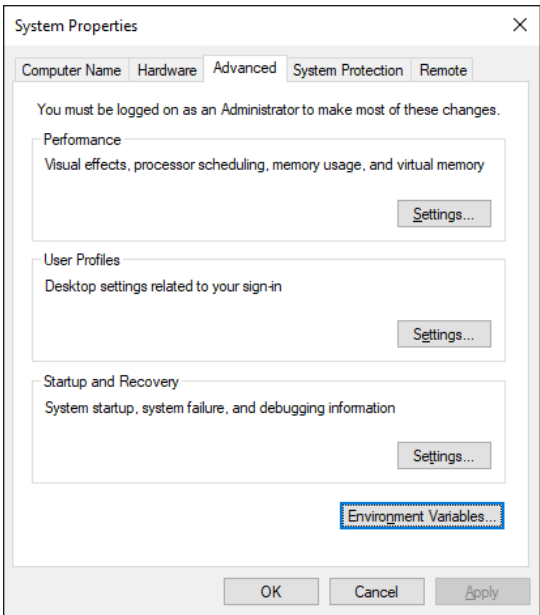 System Properties
Computer Name Hardware Advanced System Protection Remote
You must be logged on as an Administrator to make most of these changes.
Performance
Visual effects, processor scheduling, memory usage, and virtual memory
Settings...
User Profiles
Desktop settings related to your sign-in
Settings...
Startup and Recovery
System startup, system failure, and debugging information
Settings...
Environment Variables...
OK Cancel Apply